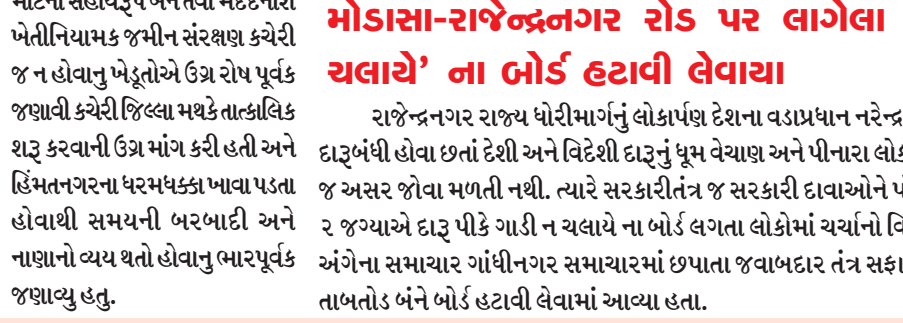 ખેતીનિયામક જમીન સંરક્ષણ કચેરી
જ ન હોવાનુ ખેડૂતોએ ઉગ્ર રોષ પૂર્વક
જણાવી કચેરી જિલ્લા મથકે તાત્કાલિક
શરૂ કરવાની ઉગ્ર માંગ કરી હતી અને
હિંમતનગરના ધરમધક્કા ખાવા પડતા
હોવાથી સમયની બરબાદી અને
નાણાનો વ્યય થતો હોવાનુ ભારપૂર્વક
જણાવ્યુ હતુ.
મોડાસા-રાજેન્દ્રનગર રોડ પર લાગેલા
ચલાયે’ ના બોર્ડ હટાવી લેવાયા
રાજેન્દ્રનગર રાજ્ય ધોરીમાર્ગનું લોકાર્પણ દેશના વડાપ્રધાન નરેન્દ્ર
દારૂબંધી હોવા છતાં દેશી અને વિદેશી દારૂનું ધૂમ વેચાણ અને પીનારા
જ અસર જોવા મળતી નથી. ત્યારે સરકારીતંત્ર જ સરકારી દાવાઓને
૨ જગ્યાએ દારૂ પીકે ગાડી ન ચલાયે ના બોર્ડ લગતા લોકોમાં ચર્ચાનો
અંગેના સમાચાર ગાંધીનગર સમાચારમાં છપાતા જવાબદાર તંત્ર
તાબતોડ બંને બોર્ડ હટાવી લેવામાં આવ્યા હતા.